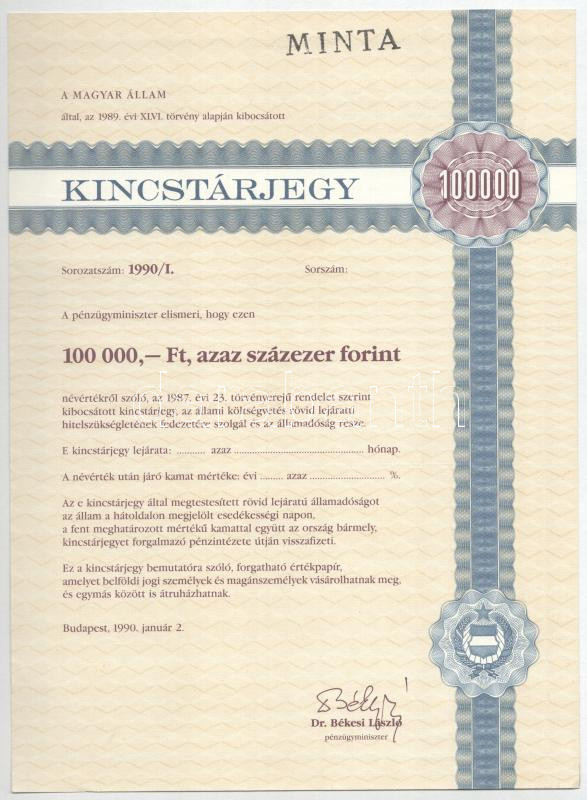 MINTA
A MAGYAR ÁLLAM
által, az 1989. évi XLVI. törvény alapján kibocsátott
KINCSTÁRJEGY
100000
Sorozatszám: 1990/I.
Sorszám:
A pénzügyminiszter elismeri, hogy ezen
100 000,— Ft, azaz százezer forint
névértékről szóló, az 1987. évi 23. törvényerejű rendelet szerint
kibocsátott kincstárjegy, az állami költségvetés rövid lejáratú
hitelszükségletének fedezetére szolgál és az államadóság része.
E kincstárjegy lejárata: .......... azaz ............................................. hónap.
A névérték után járó kamat mértéke: évi ........ azaz .......................... %.
Az e kincstárjegy által megtestesített rövid lejáratú államadóságot
az állam a hátoldalon megjelölt esedékességi napon,
a fent meghatározott mértékű kamattal együtt az ország bármely,
kincstárjegyet forgalmazó pénzintézete útján visszafizeti.
Ez a kincstárjegy bemutatóra szóló, forgatható értékpapír,
amelyet belföldi jogi személyek és magánszemélyek vásárolhatnak meg,
és egymás között is átruházhatnak.
Budapest, 1990. január 2.
Dr. Békesi László
pénzügyminiszter